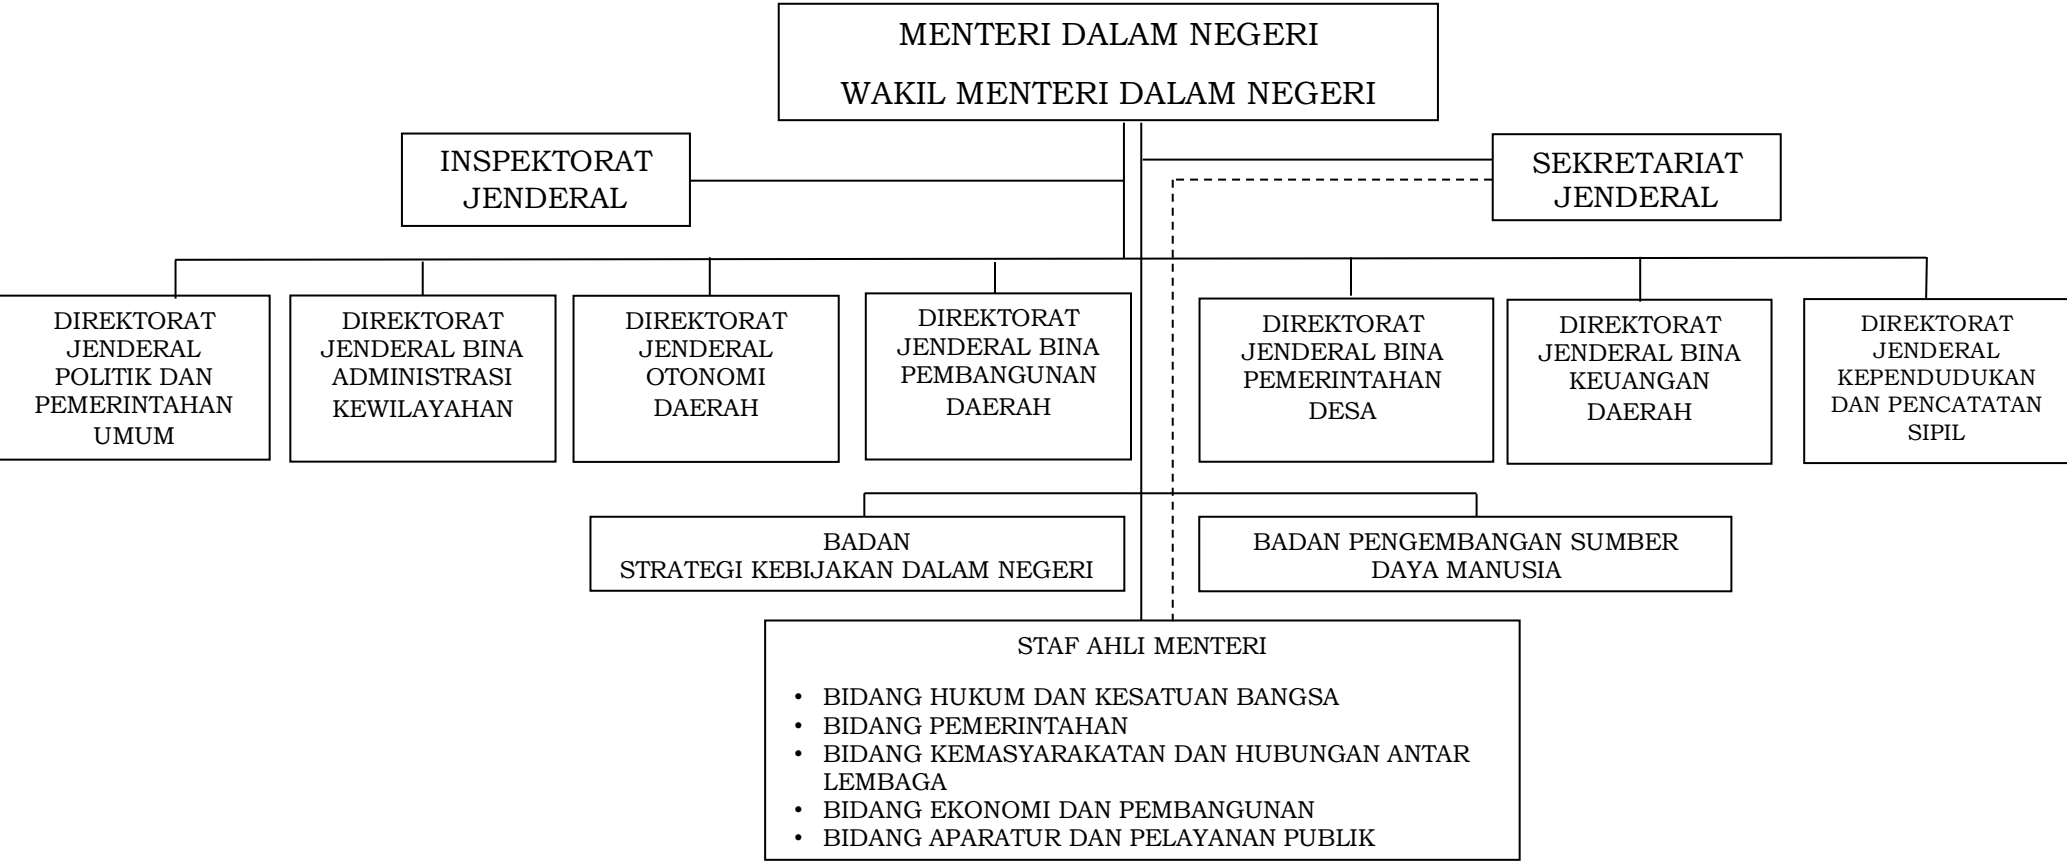 MENTERI DALAM NEGERI
WAKIL MENTERI DALAM NEGERI
INSPEKTORAT
JENDERAL
SEKRETARIAT
JENDERAL
DIREKTORAT
JENDERAL
POLITIK DAN
PEMERINTAHAN
UMUM
DIREKTORAT
JENDERAL BINA
ADMINISTRASI
KEWILAYAHAN
DIREKTORAT
JENDERAL
OTONOMI
DAERAH
DIREKTORAT
JENDERAL BINA
PEMBANGUNAN
DAERAH
DIREKTORAT
JENDERAL BINA
PEMERINTAHAN
DESA
DIREKTORAT
JENDERAL BINA
KEUANGAN
DAERAH
DIREKTORAT
JENDERAL
KEPENDUDUKAN
DAN PENCATATAN
SIPIL
BADAN
STRATEGI KEBIJAKAN DALAM NEGERI
BADAN PENGEMBANGAN SUMBER
DAYA MANUSIA
STAF AHLI MENTERI
• BIDANG HUKUM DAN KESATUAN BANGSA
• BIDANG PEMERINTAHAN
• BIDANG KEMASYARAKATAN DAN HUBUNGAN ANTAR
LEMBAGA
• BIDANG EKONOMI DAN PEMBANGUNAN
• BIDANG APARATUR DAN PELAYANAN PUBLIK